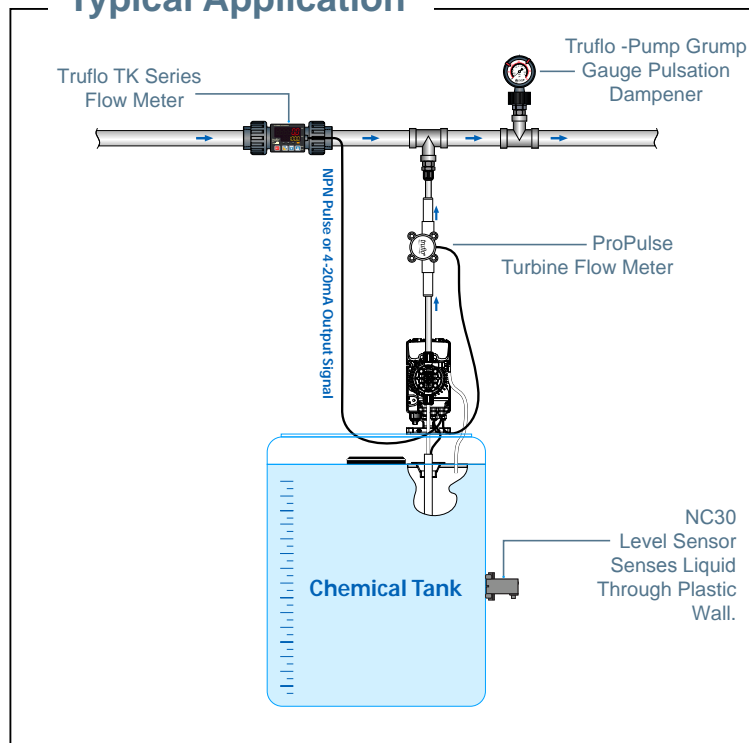 Typical Application
Truflo TK Series
Flow Meter
Truflo -Pump Grump
Gauge Pulsation
Dampener
NPN Pulse or 4-20mA Output Signal
ProPulse
Turbine Flow Meter
Chemical Tank
NC30
Level Sensor
Senses Liquid
Through Plastic
Wall.